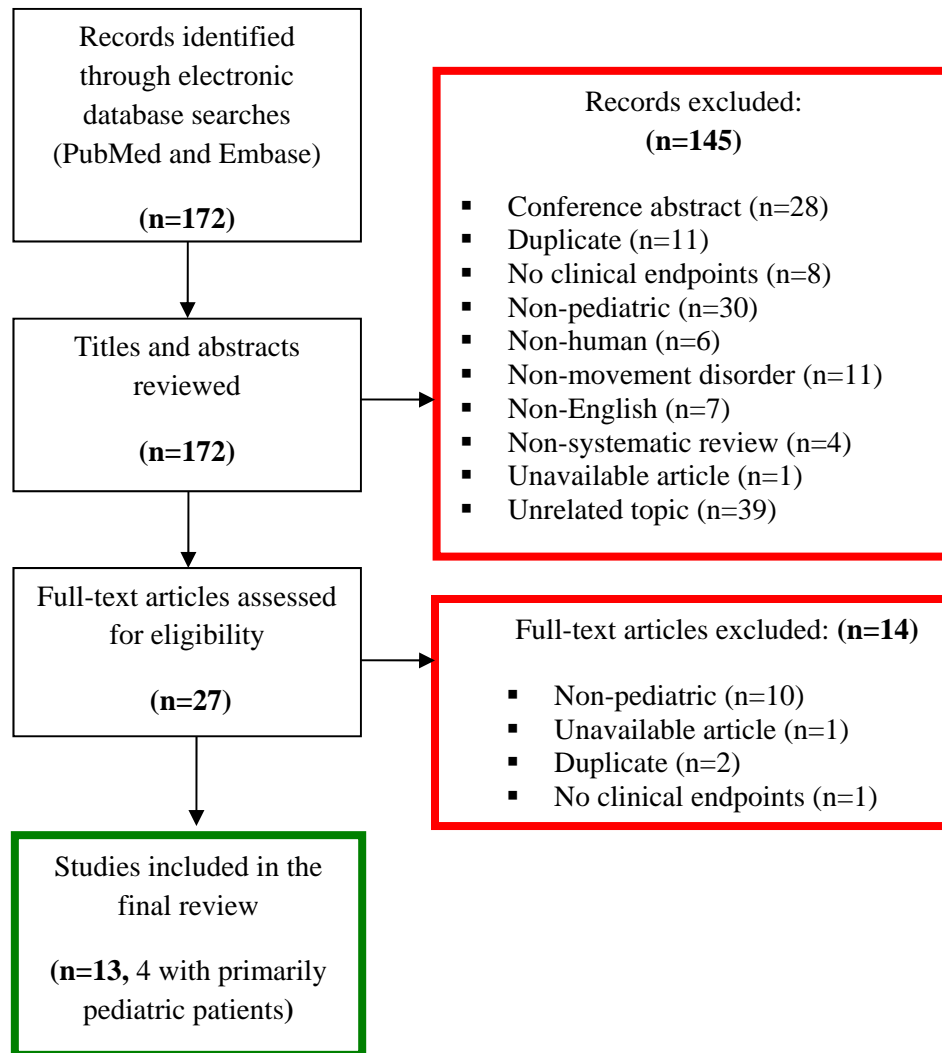 Records identified
through electronic
database searches
(PubMed and Embase)
(n=172)
Titles and abstracts
reviewed
(n=172)
Records excluded:
(n=145)
▪ Conference abstract (n=28)
▪ Duplicate (n=11)
▪ No clinical endpoints (n=8)
▪ Non-pediatric (n=30)
▪ Non-human (n=6)
▪ Non-movement disorder (n=11)
▪ Non-English (n=7)
▪ Non-systematic review (n=4)
▪ Unavailable article (n=1)
▪ Unrelated topic (n=39)
Full-text articles assessed
for eligibility
(n=27)
Full-text articles excluded: (n=14)
▪ Non-pediatric (n=10)
▪ Unavailable article (n=1)
▪ Duplicate (n=2)
▪ No clinical endpoints (n=1)
Studies included in the
final review
(n=13, 4 with primarily
pediatric patients)